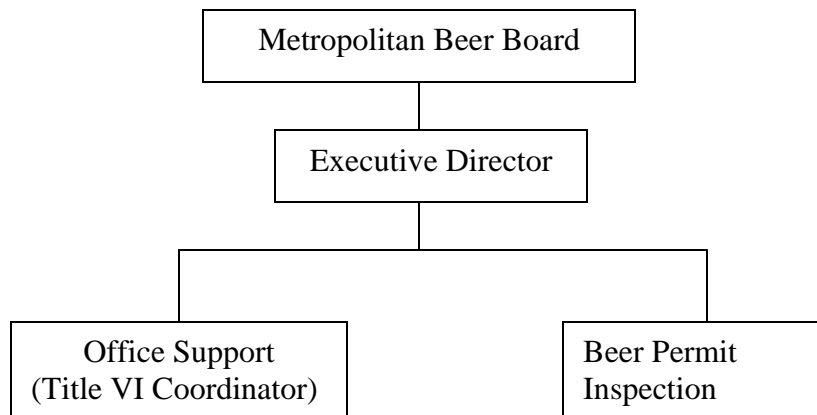 Metropolitan Beer Board
Executive Director
Office Support
(Title VI Coordinator)
Beer Permit
Inspection